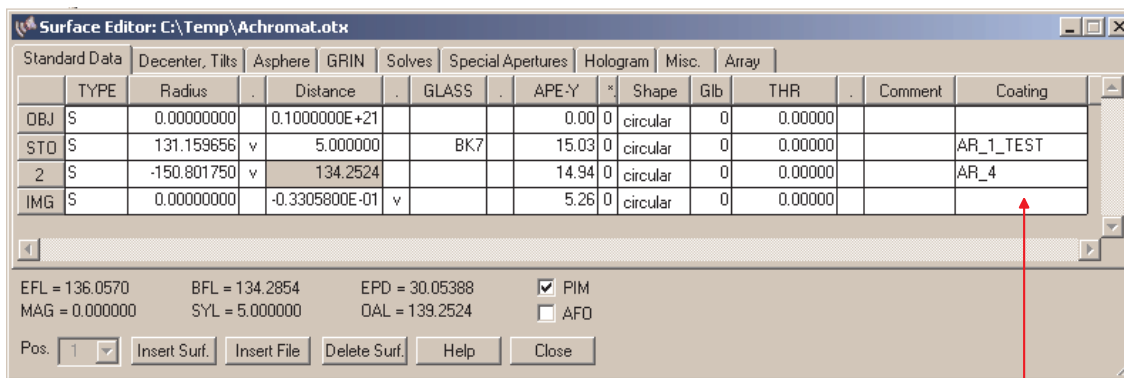 Surface Editor: C:\Temp\Achromat.otx
Standard Data Decenter, Tilts Asphere GRIN Solves Special Apertures Hologram Misc. Array
TYPE Radius . Distance . GLASS . APE-Y * Shape Glb THR . Comment Coating
OBJ S 0.00000000 0.1000000E+21 0.00 0 circular 0 0.00000
STO S 131.159656 v 5.000000 BK7 15.03 0 circular 0 0.00000 AR_1_TEST
2 S -150.801750 v 134.2524 14.94 0 circular 0 0.00000 AR_4
IMG S 0.00000000 -0.3305800E-01 v 5.26 0 circular 0 0.00000
EFL = 136.0570 BFL = 134.2854 EPD = 30.05388 PIM
MAG = 0.000000 SYL = 5.000000 OAL = 139.2524 AFO
Pos. 1 Insert Surf. Insert File Delete Surf. Help Close